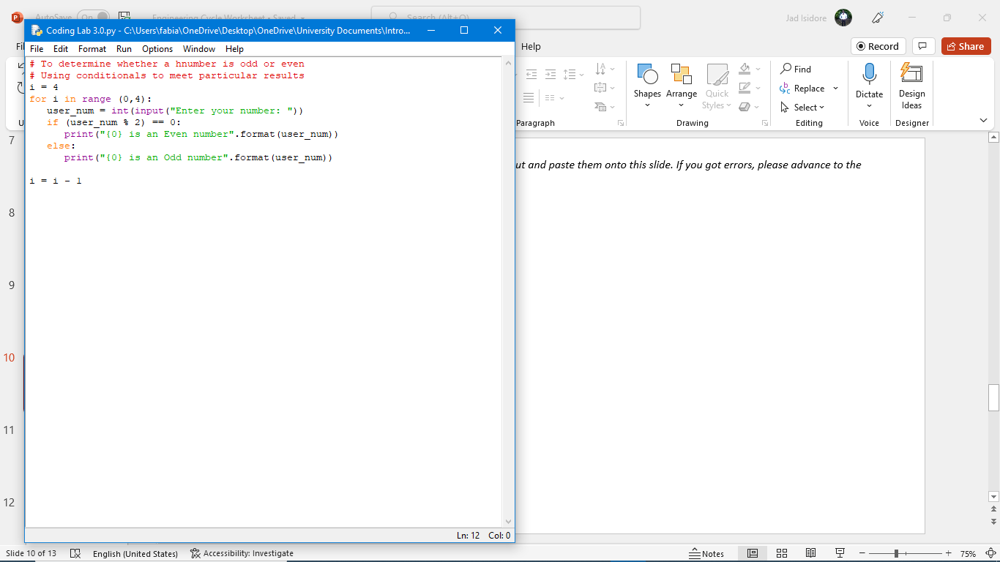 AutoSave On Engineering Cycle Worksheet • Saved Search (Alt+Q) Jad Isidore
Coding Lab 3.0.py - C:\Users\fabia\OneDrive\Desktop\OneDrive\University Documents\Intro...
File Edit Format Run Options Window Help
Help
Record
Share
# To determine whether a hnumber is odd or even
# Using conditionals to meet particular results
i = 4
for i in range (0,4):
user_num = int(input("Enter your number: "))
if (user_num % 2) == 0:
print("{0} is an Even number".format(user_num))
else:
print("{0} is an Odd number".format(user_num))
i = i - 1
Ln: 12 Col: 0
Shapes
Arrange
Quick
Styles
Find
Replace
Select
Dictate
Design
Ideas
Paragraph
Drawing
Editing
Voice
Designer
7
8
9
10
11
12
ut and paste them onto this slide. If you got errors, please advance to the
Slide 10 of 13
English (United States)
Accessibility: Investigate
Notes
75%